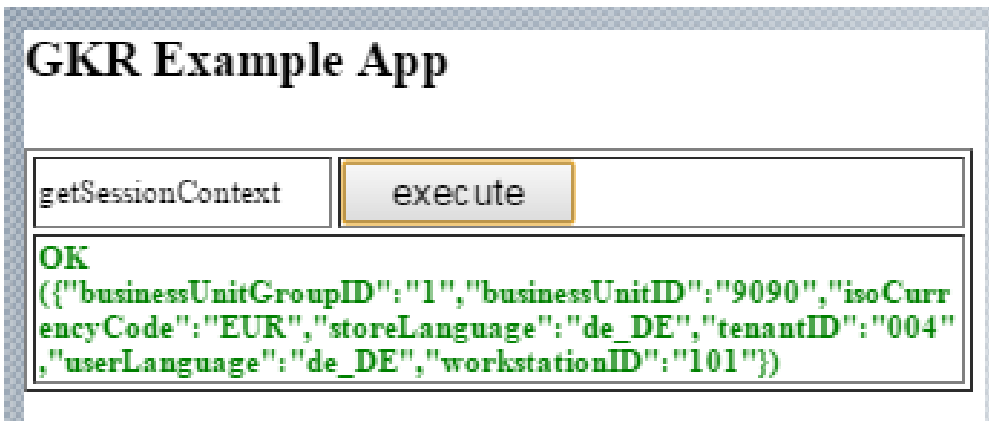 GKR Example App
getSessionContext execute
OK
({"businessUnitGroupID":"1","businessUnitID":"9090","isoCurr
encyCode":"EUR","storeLanguage":"de_DE","tenantID":"004"
,"userLanguage":"de_DE","workstationID":"101"})